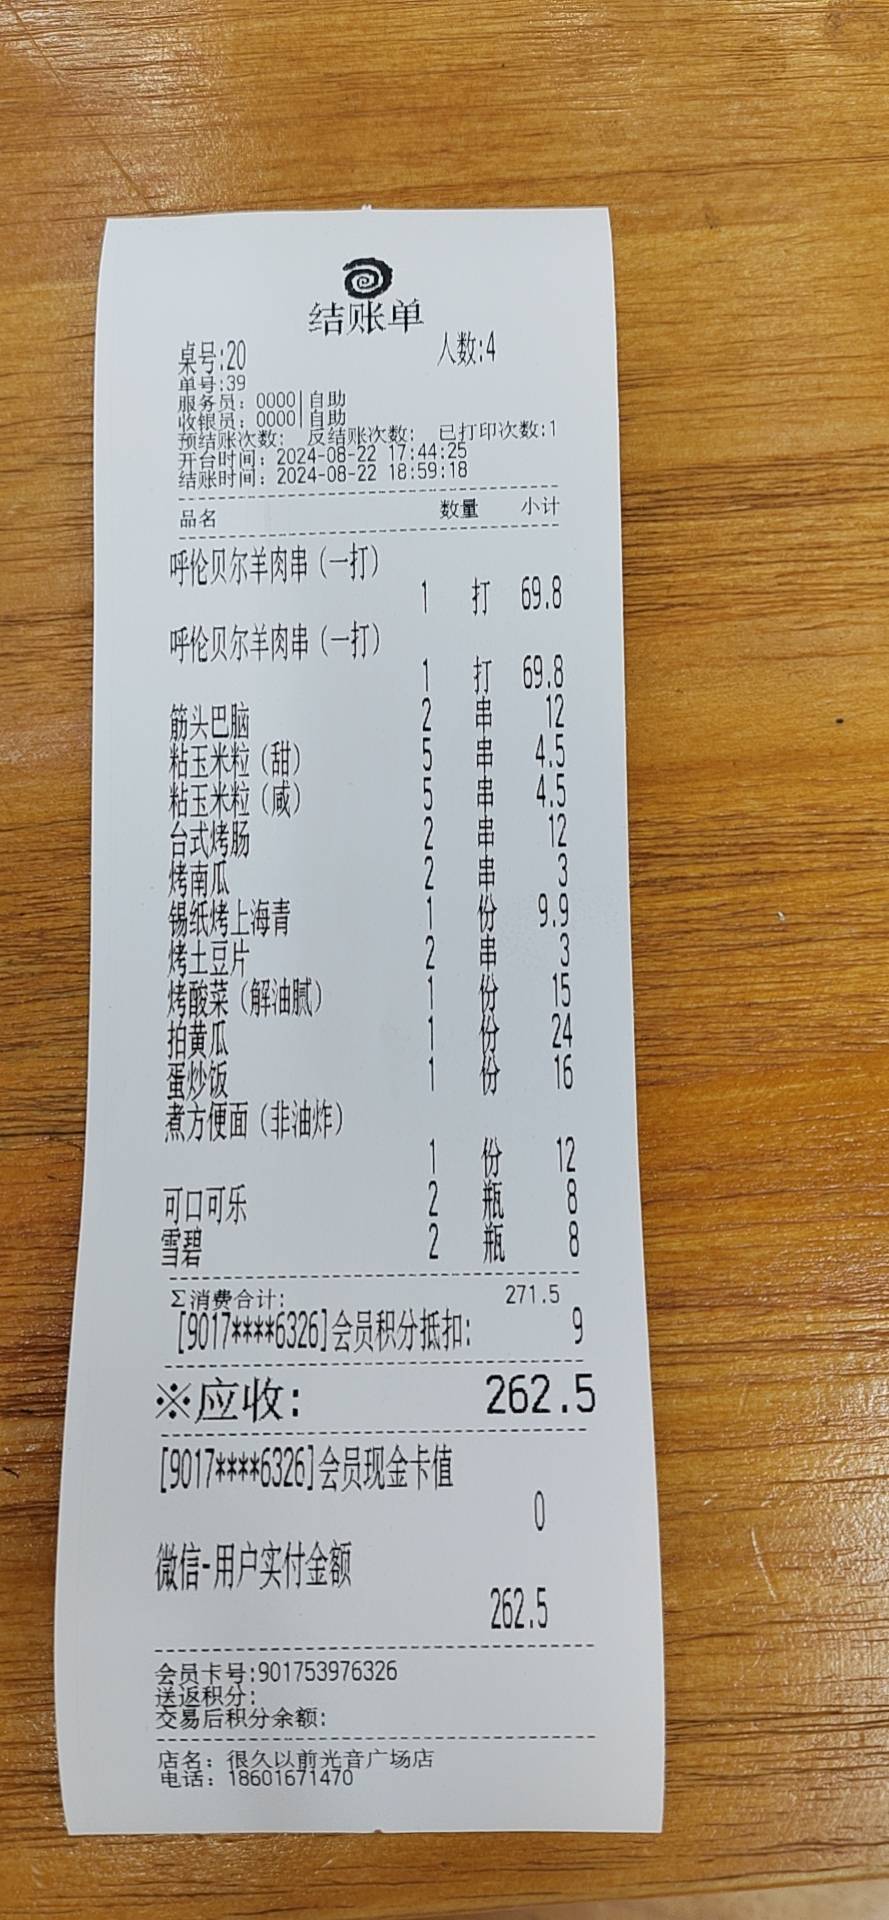 结账单
桌号:20 人数:4
单号:39
服务员: 0000|自助
收银员: 0000|自助
预结账次数: 反结账次数: 已打印次数:1
开台时间: 2024-08-22 17:44:25
结账时间: 2024-08-22 18:59:18
品名 数量 小计
呼伦贝尔羊肉串(一打)
1 打 69.8
呼伦贝尔羊肉串(一打)
1 打 69.8
筋头巴脑 2 串 12
粘玉米粒(甜) 5 串 4.5
粘玉米粒(咸) 5 串 4.5
台式烤肠 2 串 12
烤南瓜 2 串 3
锡纸烤上海青 1 份 9.9
烤土豆片 2 串 3
烤酸菜(解油腻) 1 份 15
拍黄瓜 1 份 24
蛋炒饭 1 份 16
煮方便面(非油炸)
1 份 12
可口可乐 2 瓶 8
雪碧 2 瓶 8
Σ消费合计: 271.5
[9017****6326]会员积分抵扣: 9
※应收: 262.5
[9017****6326]会员现金卡值
0
微信-用户实付金额
262.5
会员卡号:901753976326
送返积分:
交易后积分余额:
店名: 很久以前光音广场店
电话: 18601671470